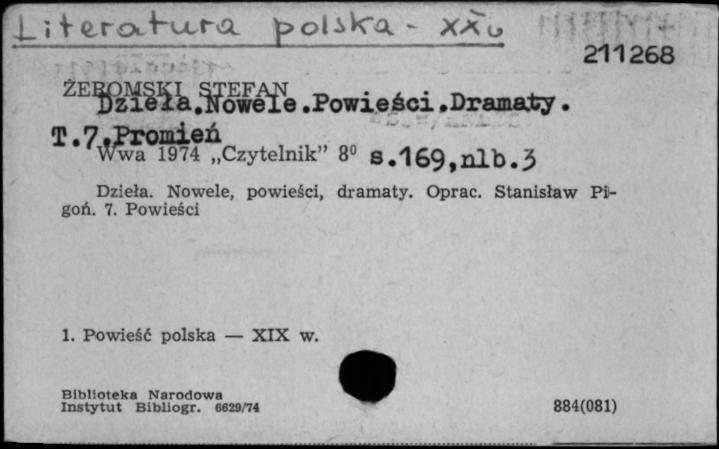 Literatura polska - XXw
211268
ŻEROMSKI STEFAN
Dzieła.Nowele.Powieści.Dramaty.
T.7.Promień
Wwa 1974 „Czytelnik” 8⁰ s.169,nlb.3
Dzieła. Nowele, powieści, dramaty. Oprac. Stanisław Pi-
goń. 7. Powieści
1. Powieść polska — XIX w.
Biblioteka Narodowa
Instytut Bibliogr. 6629/74
884(081)